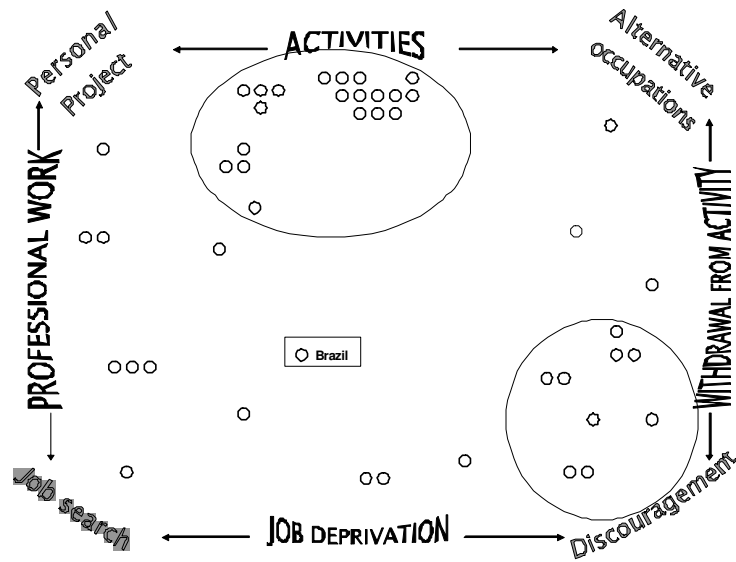 Personal
Project
ACTIVITIES
Alternative
occupations
PROFESSIONAL WORK
WITHDRAWAL FROM ACTIVITY
Brazil
Job search
JOB DEPRIVATION
Discouragement